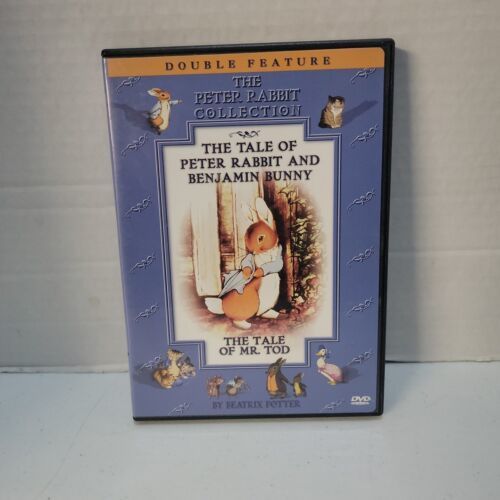 DOUBLE FEATURE
THE
PETER RABBIT
COLLECTION
THE TALE OF
PETER RABBIT AND
BENJAMIN BUNNY
THE TALE
OF MR. TOD
BY BEATRIX POTTER
DVD